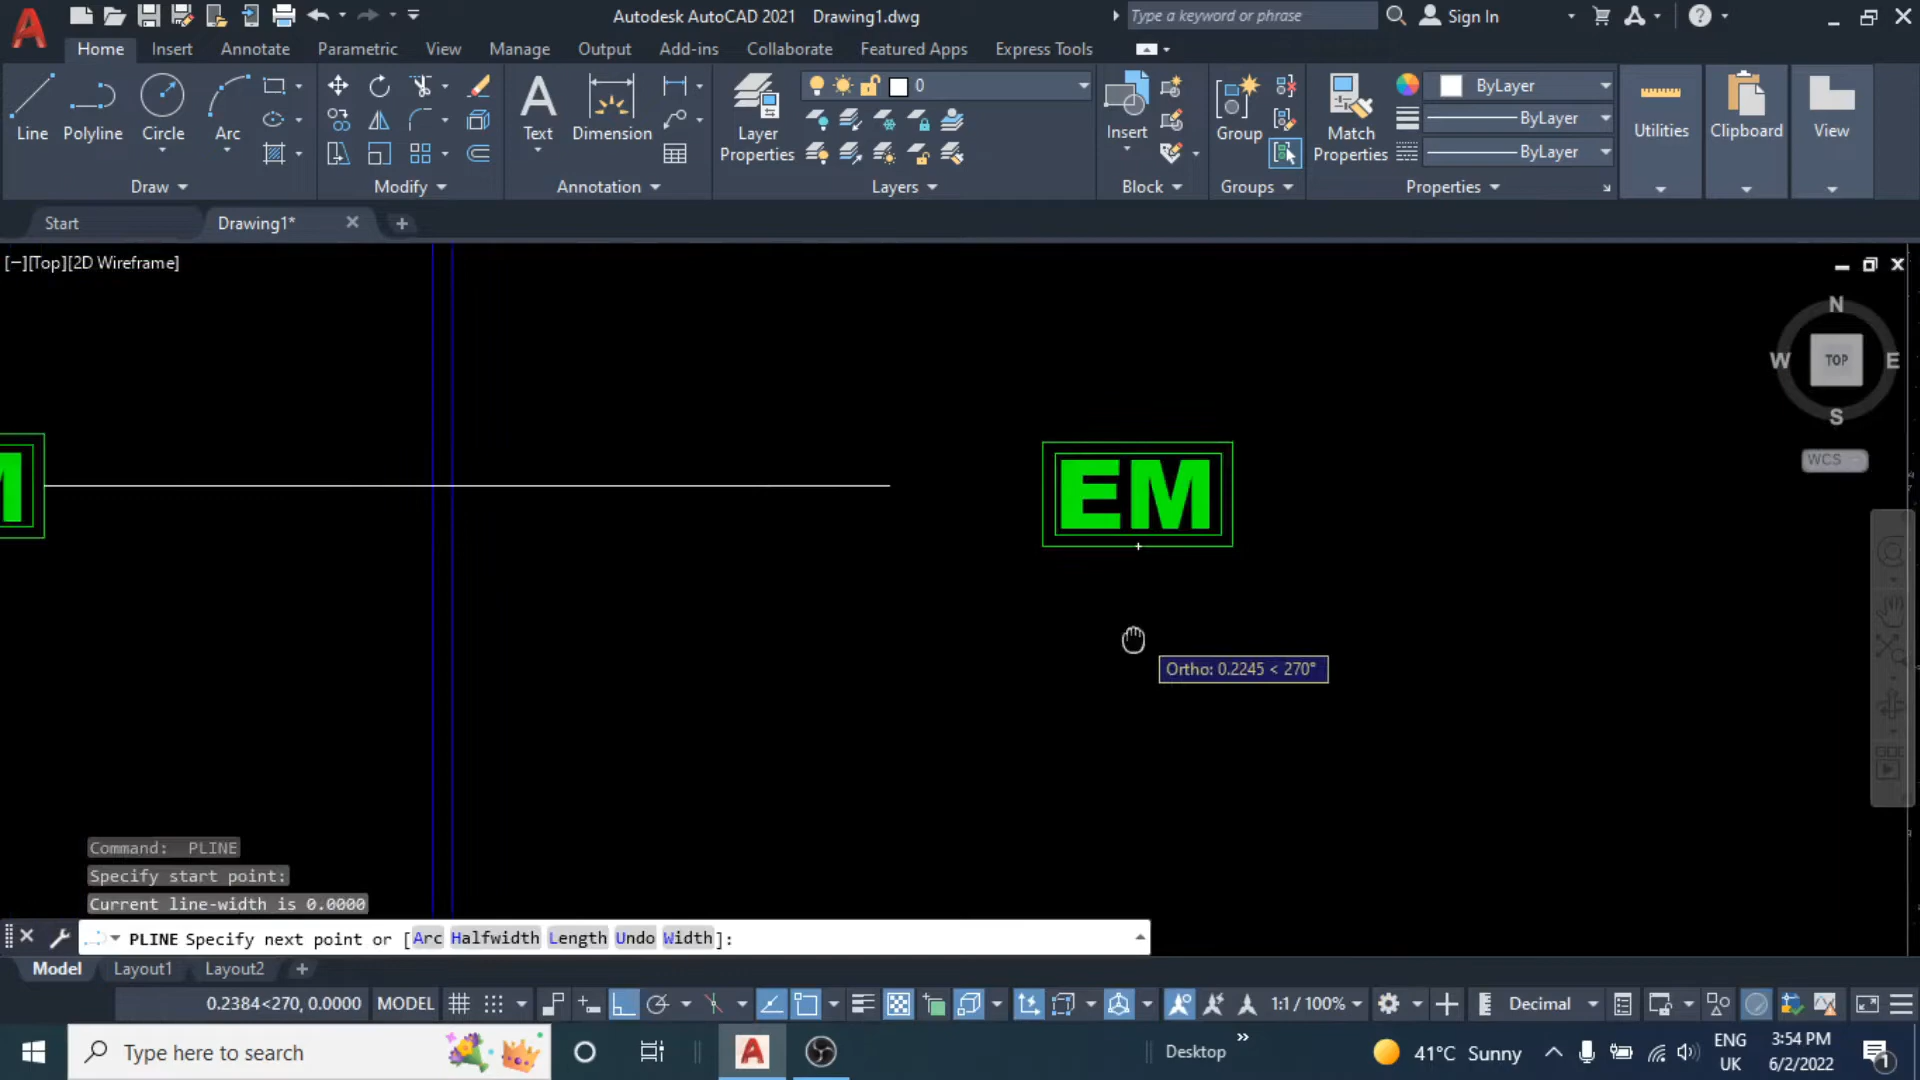 Autodesk AutoCAD 2021 Drawing1.dwg
Type a keyword or phrase
Sign In
Home Insert Annotate Parametric View Manage Output Add-ins Collaborate Featured Apps Express Tools
Line Polyline Circle Arc
Text Dimension
Layer Properties
0
Insert
Group
Match Properties
ByLayer
ByLayer
ByLayer
Utilities
Clipboard
View
Draw Modify Annotation Layers Block Groups Properties
Start Drawing1*
[−][Top][2D Wireframe]
N
W TOP E
S
WCS
M
EM
Ortho: 0.2245 < 270°
Command: PLINE
Specify start point:
Current line-width is 0.0000
PLINE Specify next point or [Arc Halfwidth Length Undo Width]:
Model Layout1 Layout2
0.2384<270, 0.0000 MODEL 1:1 / 100% Decimal
Type here to search
Desktop
41°C Sunny
ENG
UK
3:54 PM
6/2/2022
1